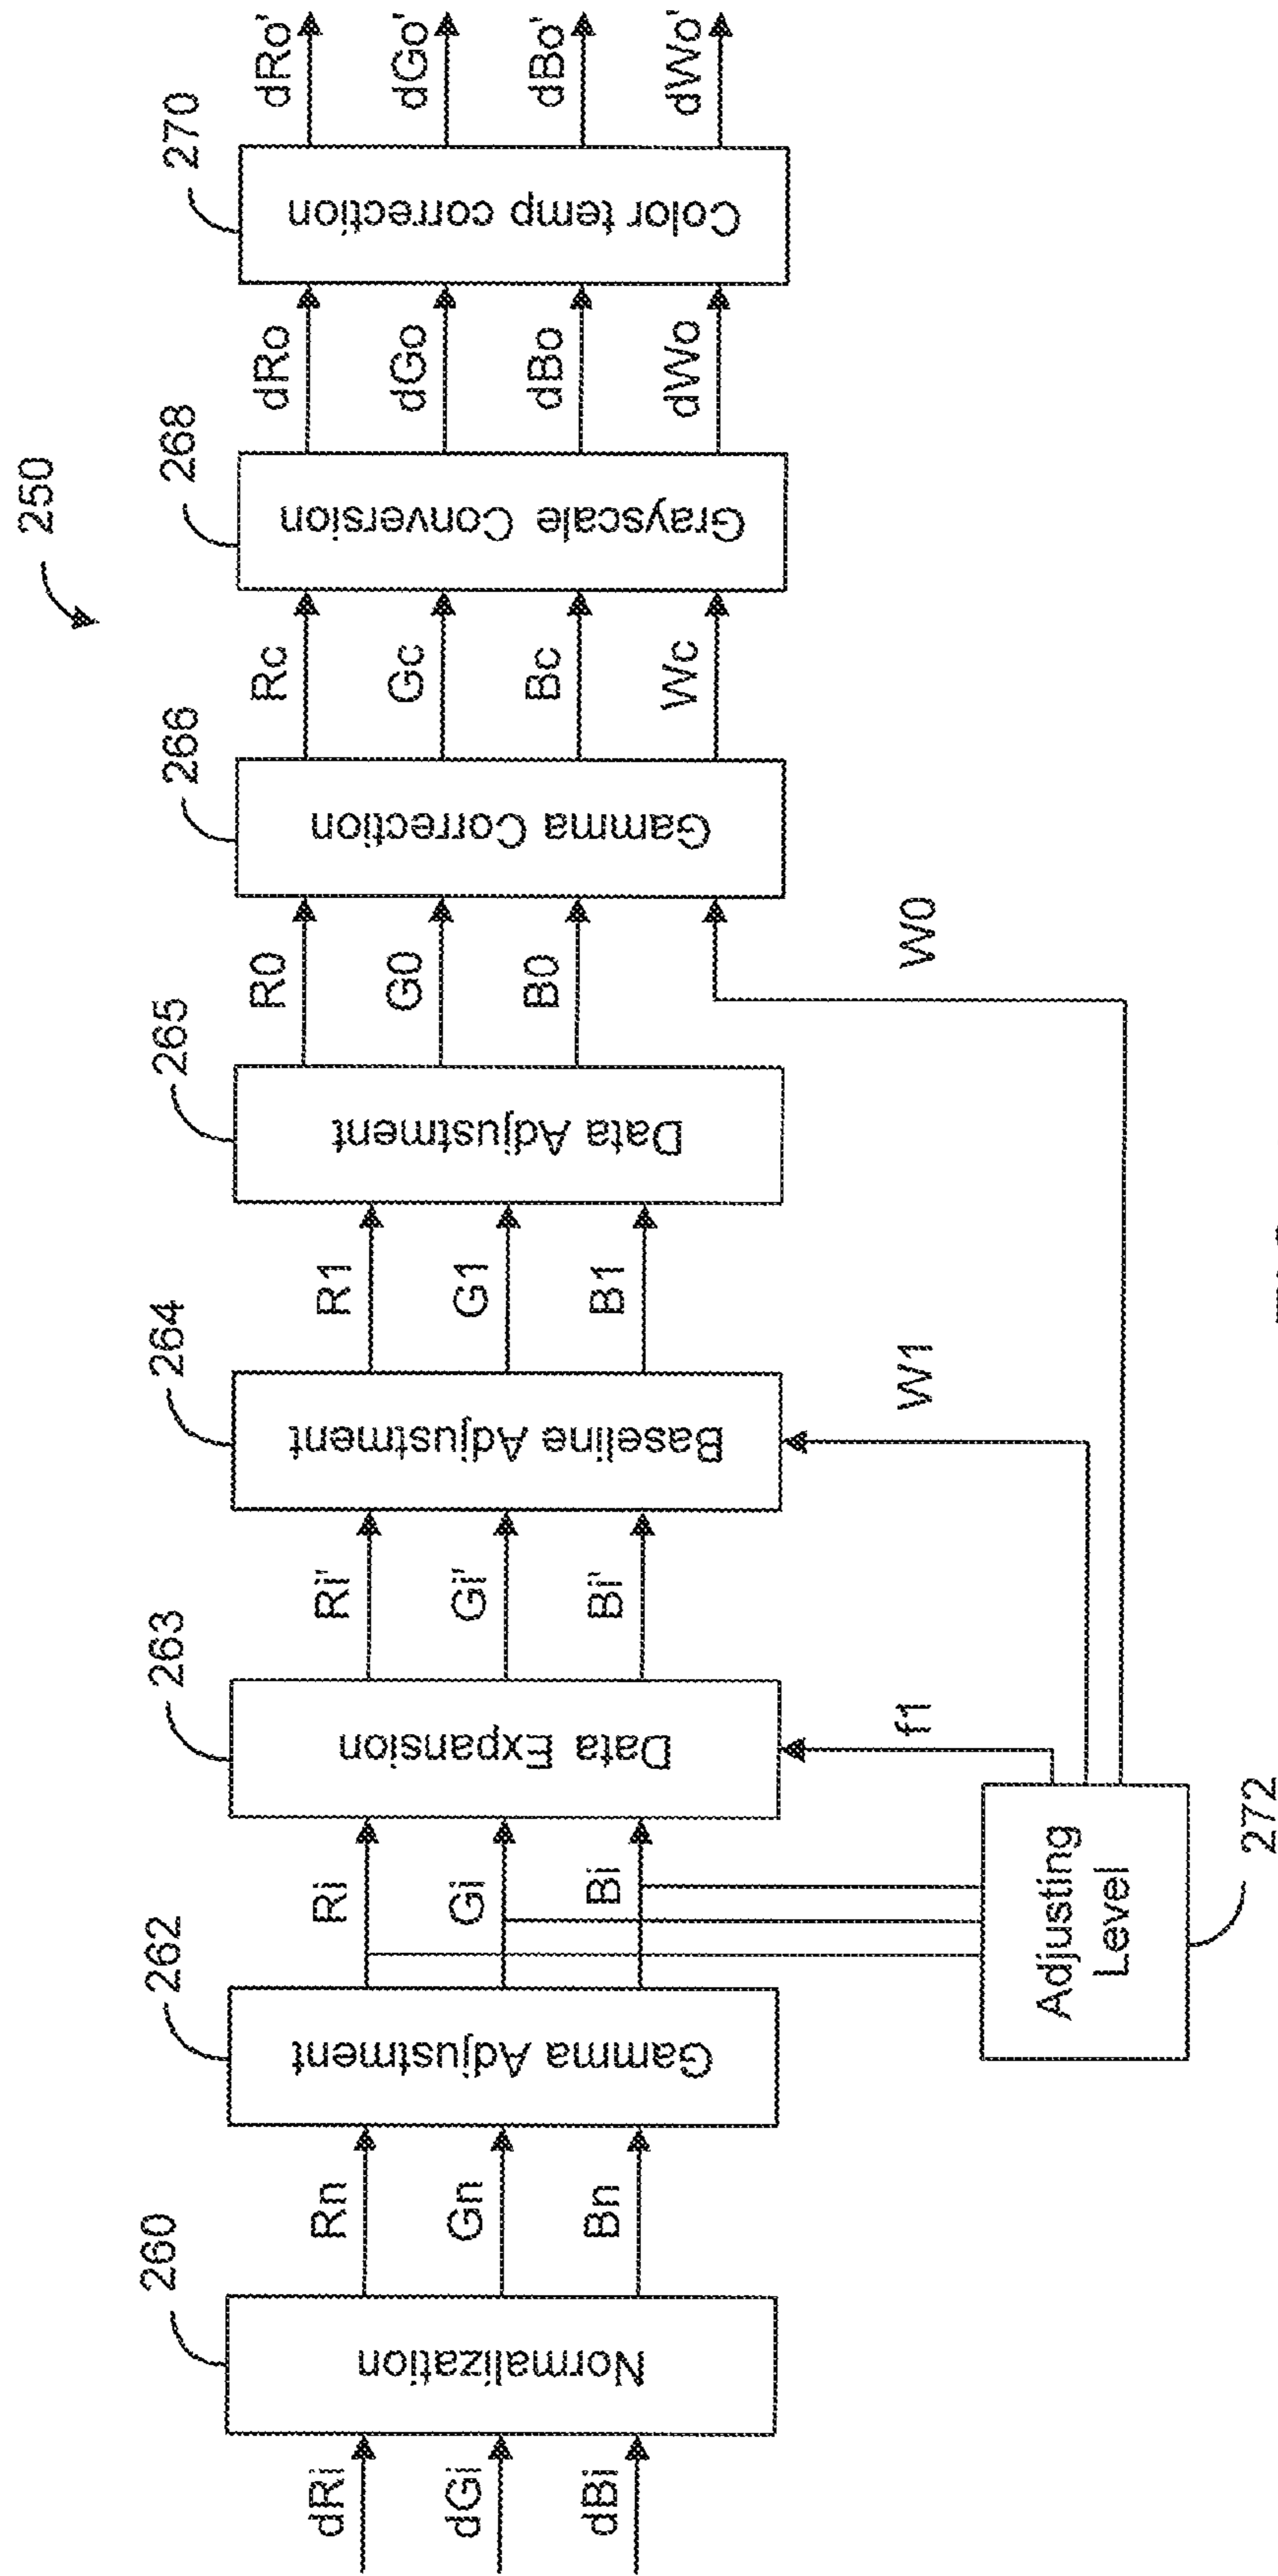 250
260
262
263
264
265
266
268
270
dRi
dGi
dBi
Normalization
Rn
Gn
Bn
Gamma Adjustment
Ri
Gi
Bi
Data Expansion
Ri'
Gi'
Bi'
Baseline Adjustment
R1
G1
B1
Data Adjustment
R0
G0
B0
Gamma Correction
Rc
Gc
Bc
Wc
Grayscale Conversion
dRo
dGo
dBo
dWo
Color temp correction
dRo'
dGo'
dBo'
dWo'
f1
W1
W0
Adjusting
Level
272